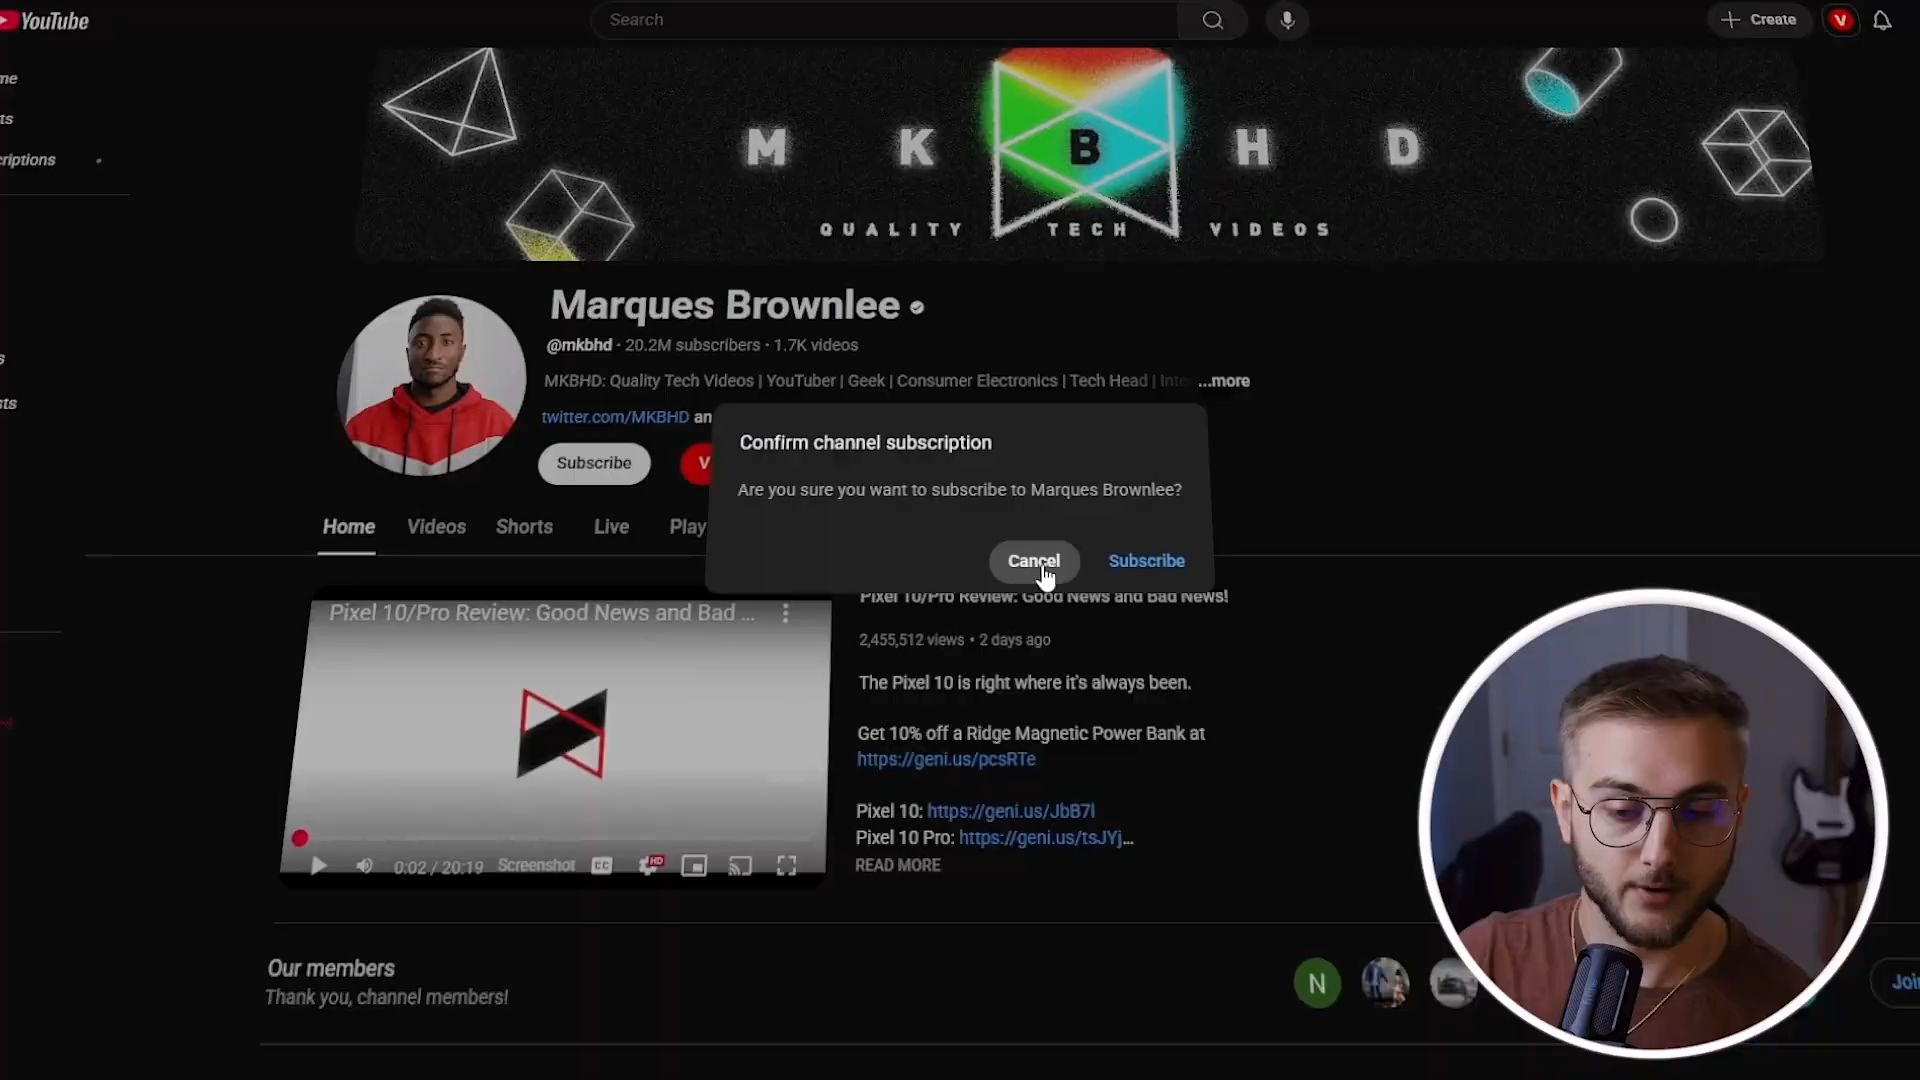 YouTube
Search
Create
V
me
ts
criptions
M K B H D
QUALITY TECH VIDEOS
Marques Brownlee
@mkbhd · 20.2M subscribers · 1.7K videos
MKBHD: Quality Tech Videos | YouTuber | Geek | Consumer Electronics | Tech Head | Inte ...more
twitter.com/MKBHD an
Subscribe
V
Confirm channel subscription
Are you sure you want to subscribe to Marques Brownlee?
Cancel
Subscribe
s
sts
Home
Videos
Shorts
Live
Play
Pixel 10/Pro Review: Good News and Bad ...
Pixel 10/Pro Review: Good News and Bad News!
2,455,512 views • 2 days ago
The Pixel 10 is right where it's always been.
Get 10% off a Ridge Magnetic Power Bank at
https://geni.us/pcsRTe
Pixel 10: https://geni.us/JbB7l
Pixel 10 Pro: https://geni.us/tsJYj...
READ MORE
0:02 / 20:19
Screenshot
CC
HD
Our members
Thank you, channel members!
N
Joi